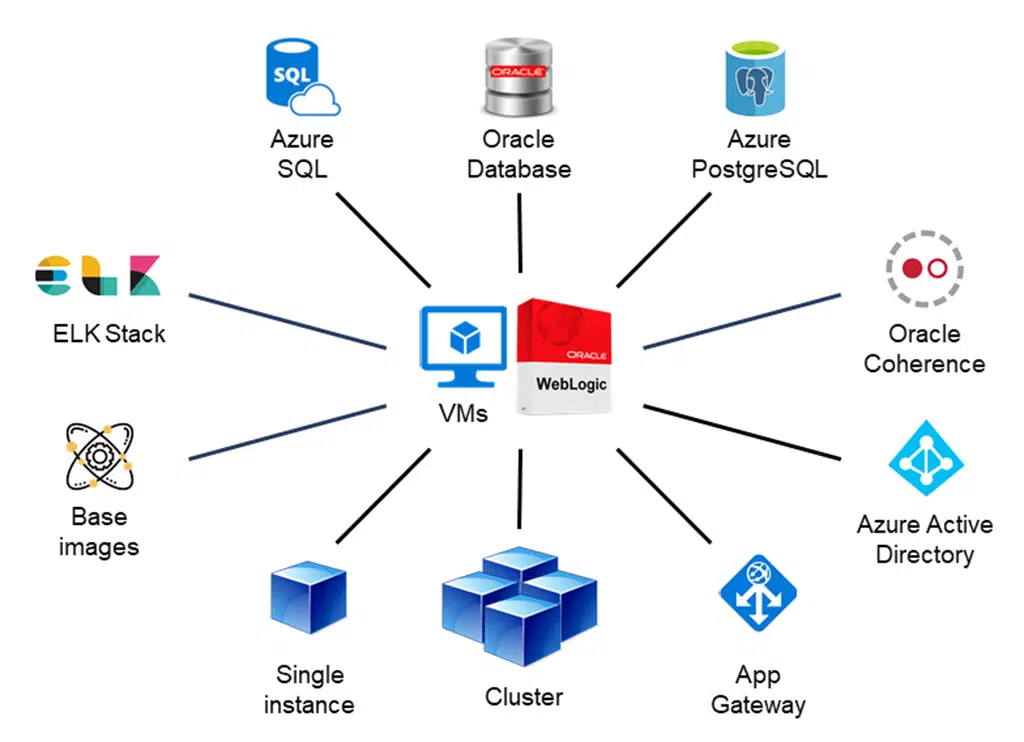 SQL
Azure
SQL
ORACLE
Oracle
Database
Azure
PostgreSQL
ELK
ELK Stack
Oracle
Coherence
VMs
ORACLE
WebLogic
Base
images
Azure Active
Directory
Single
instance
Cluster
App
Gateway